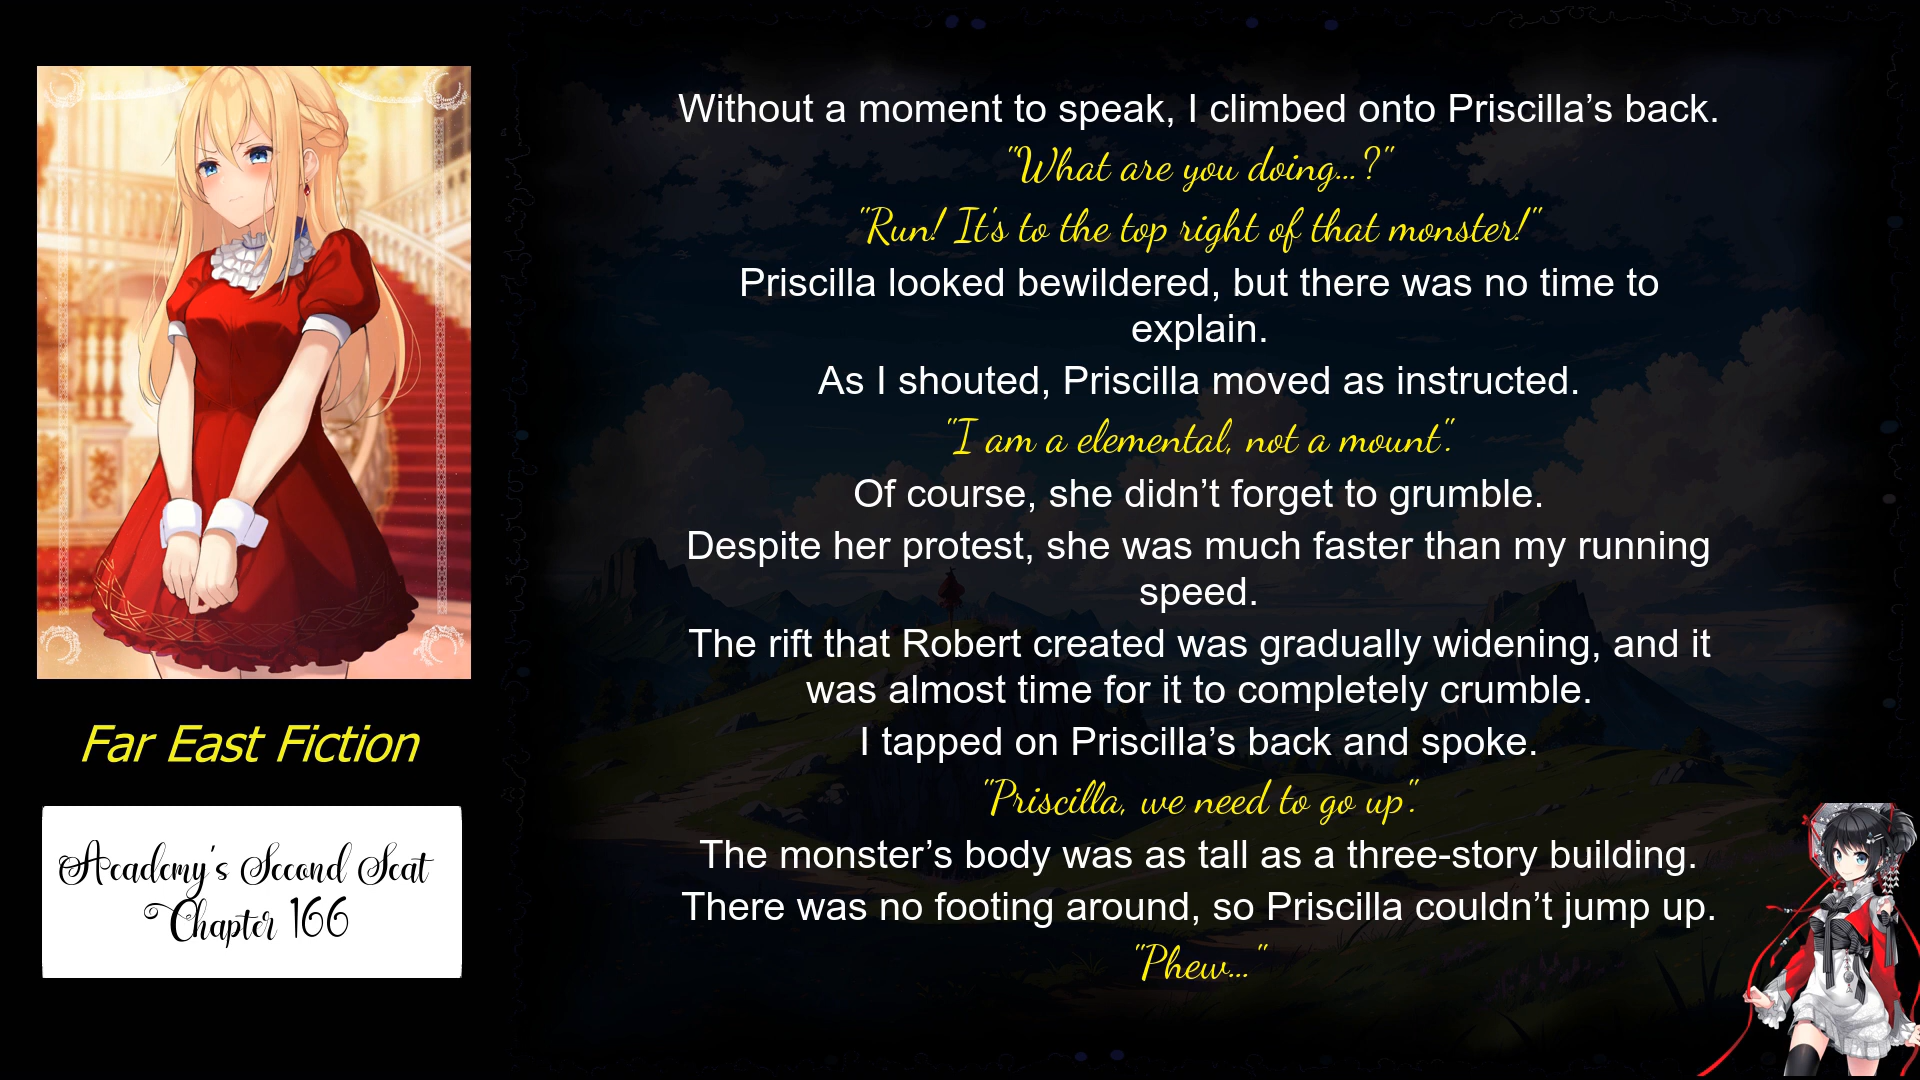 Without a moment to speak, I climbed onto Priscilla’s back.
"What are you doing...?"
"Run! It's to the top right of that monster!"
Priscilla looked bewildered, but there was no time to
explain.
As I shouted, Priscilla moved as instructed.
"I am a elemental, not a mount".
Of course, she didn’t forget to grumble.
Despite her protest, she was much faster than my running
speed.
The rift that Robert created was gradually widening, and it
was almost time for it to completely crumble.
I tapped on Priscilla’s back and spoke.
"Priscilla, we need to go up".
The monster’s body was as tall as a three-story building.
There was no footing around, so Priscilla couldn’t jump up.
"Phew..."
Far East Fiction
Academy's Second Seat
Chapter 166